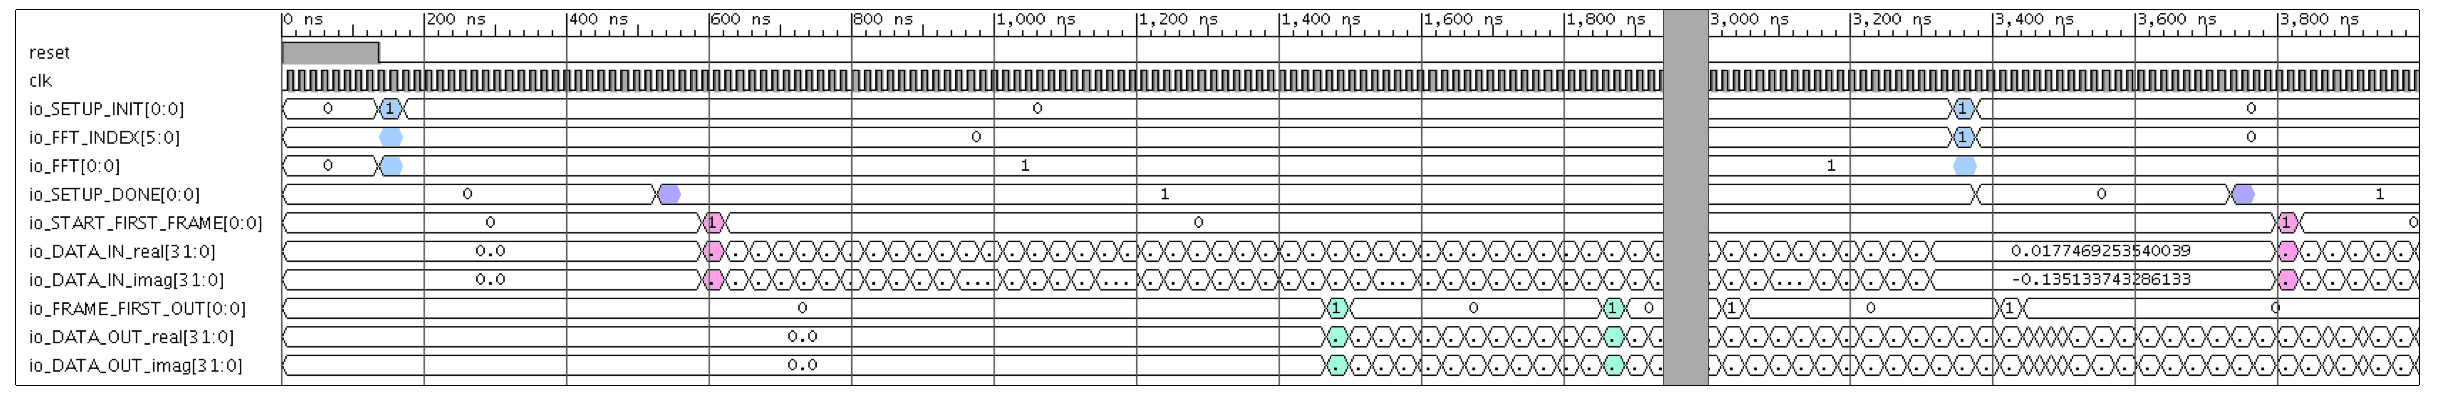 0 ns 200 ns 400 ns 600 ns 800 ns 1,000 ns 1,200 ns 1,400 ns 1,600 ns 1,800 ns 3,000 ns 3,200 ns 3,400 ns 3,600 ns 3,800 ns
reset
clk
io_SETUP_INIT[0:0] 0 1 0 1 0
io_FFT_INDEX[5:0] 0 1 0
io_FFT[0:0] 0 1 1
io_SETUP_DONE[0:0] 0 1 0 1
io_START_FIRST_FRAME[0:0] 0 1 0 1 0
io_DATA_IN_real[31:0] 0.0 0.0177469253540039
io_DATA_IN_imag[31:0] 0.0 -0.135133743286133
io_FRAME_FIRST_OUT[0:0] 0 1 0 1 0 1 0 1 0
io_DATA_OUT_real[31:0] 0.0
io_DATA_OUT_imag[31:0] 0.0